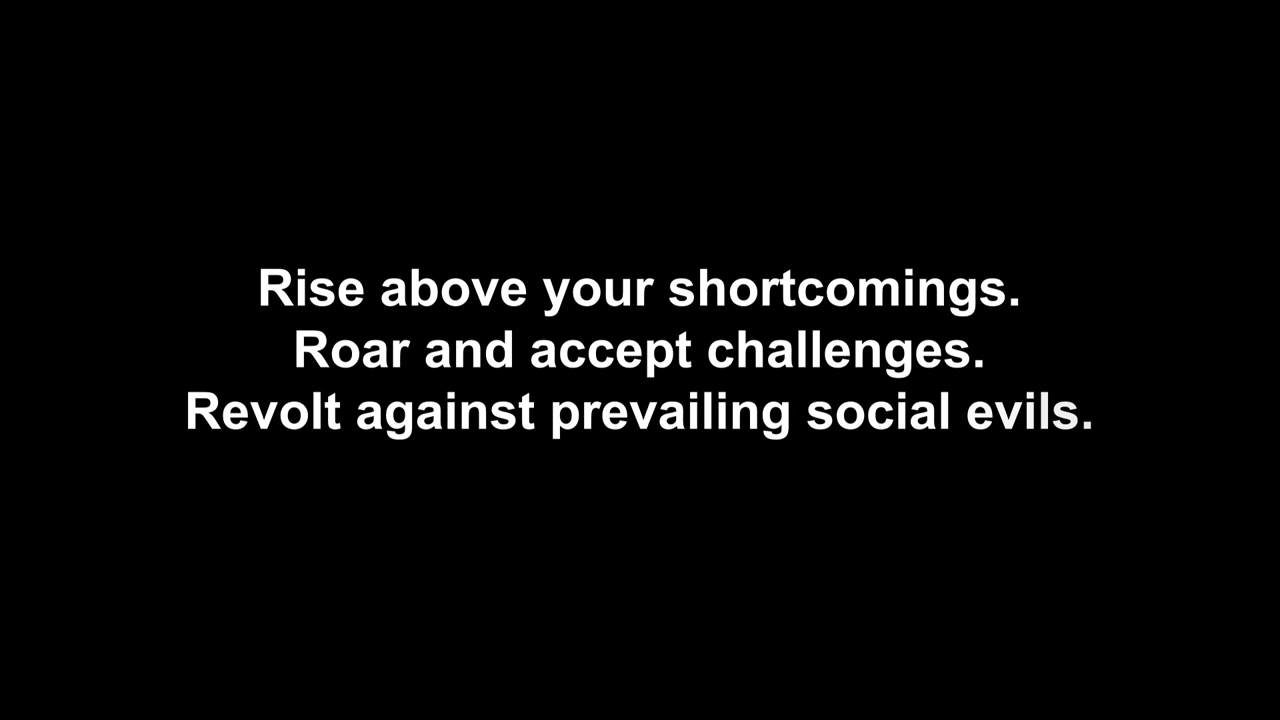 Rise above your shortcomings.
Roar and accept challenges.
Revolt against prevailing social evils.